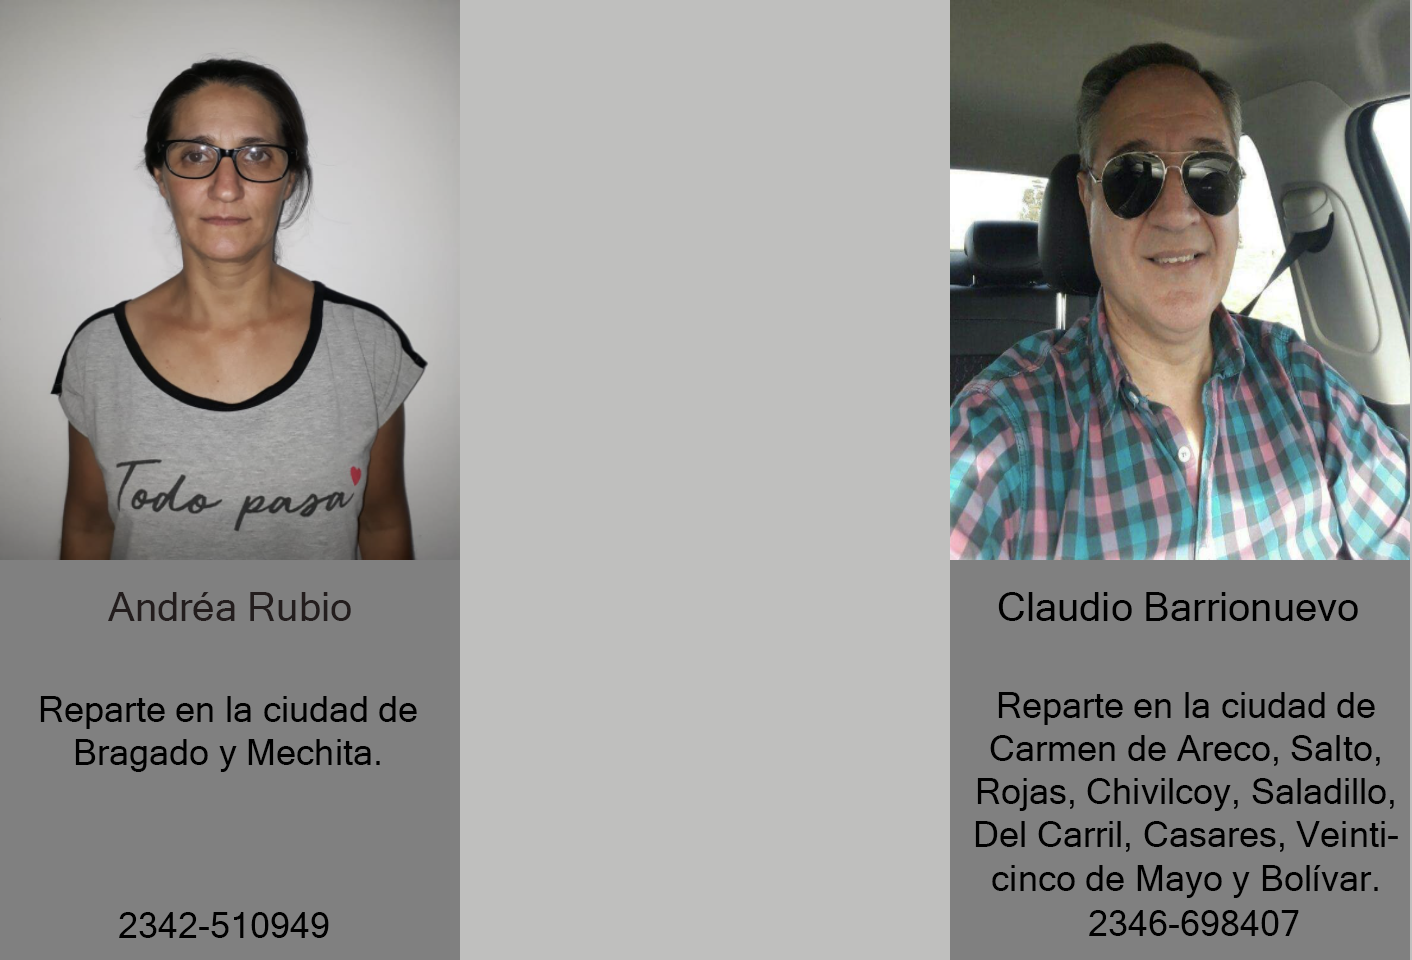 Todo pasa
Andréa Rubio
Reparte en la ciudad de
Bragado y Mechita.
2342-510949
Claudio Barrionuevo
Reparte en la ciudad de
Carmen de Areco, Salto,
Rojas, Chivilcoy, Saladillo,
Del Carril, Casares, Veinti-
cinco de Mayo y Bolívar.
2346-698407